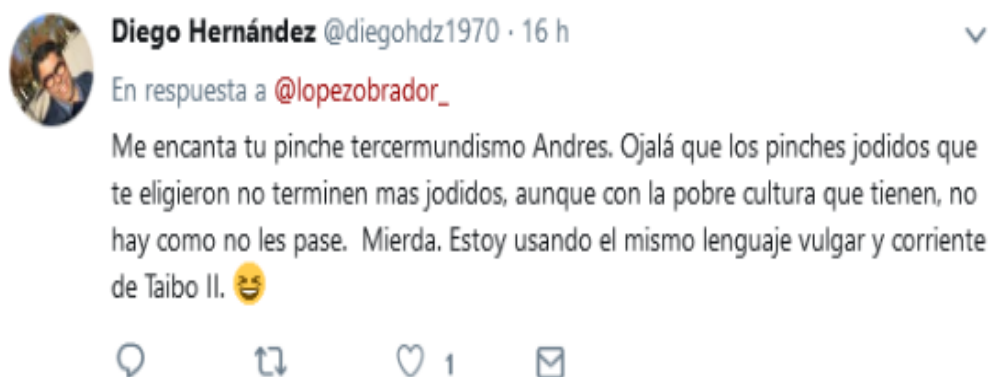 Diego Hernández @diegohdz1970 · 16 h
En respuesta a @lopezobrador_
Me encanta tu pinche tercermundismo Andres. Ojalá que los pinches jodidos que
te eligieron no terminen mas jodidos, aunque con la pobre cultura que tienen, no
hay como no les pase.  Mierda. Estoy usando el mismo lenguaje vulgar y corriente
de Taibo II. 😆
1